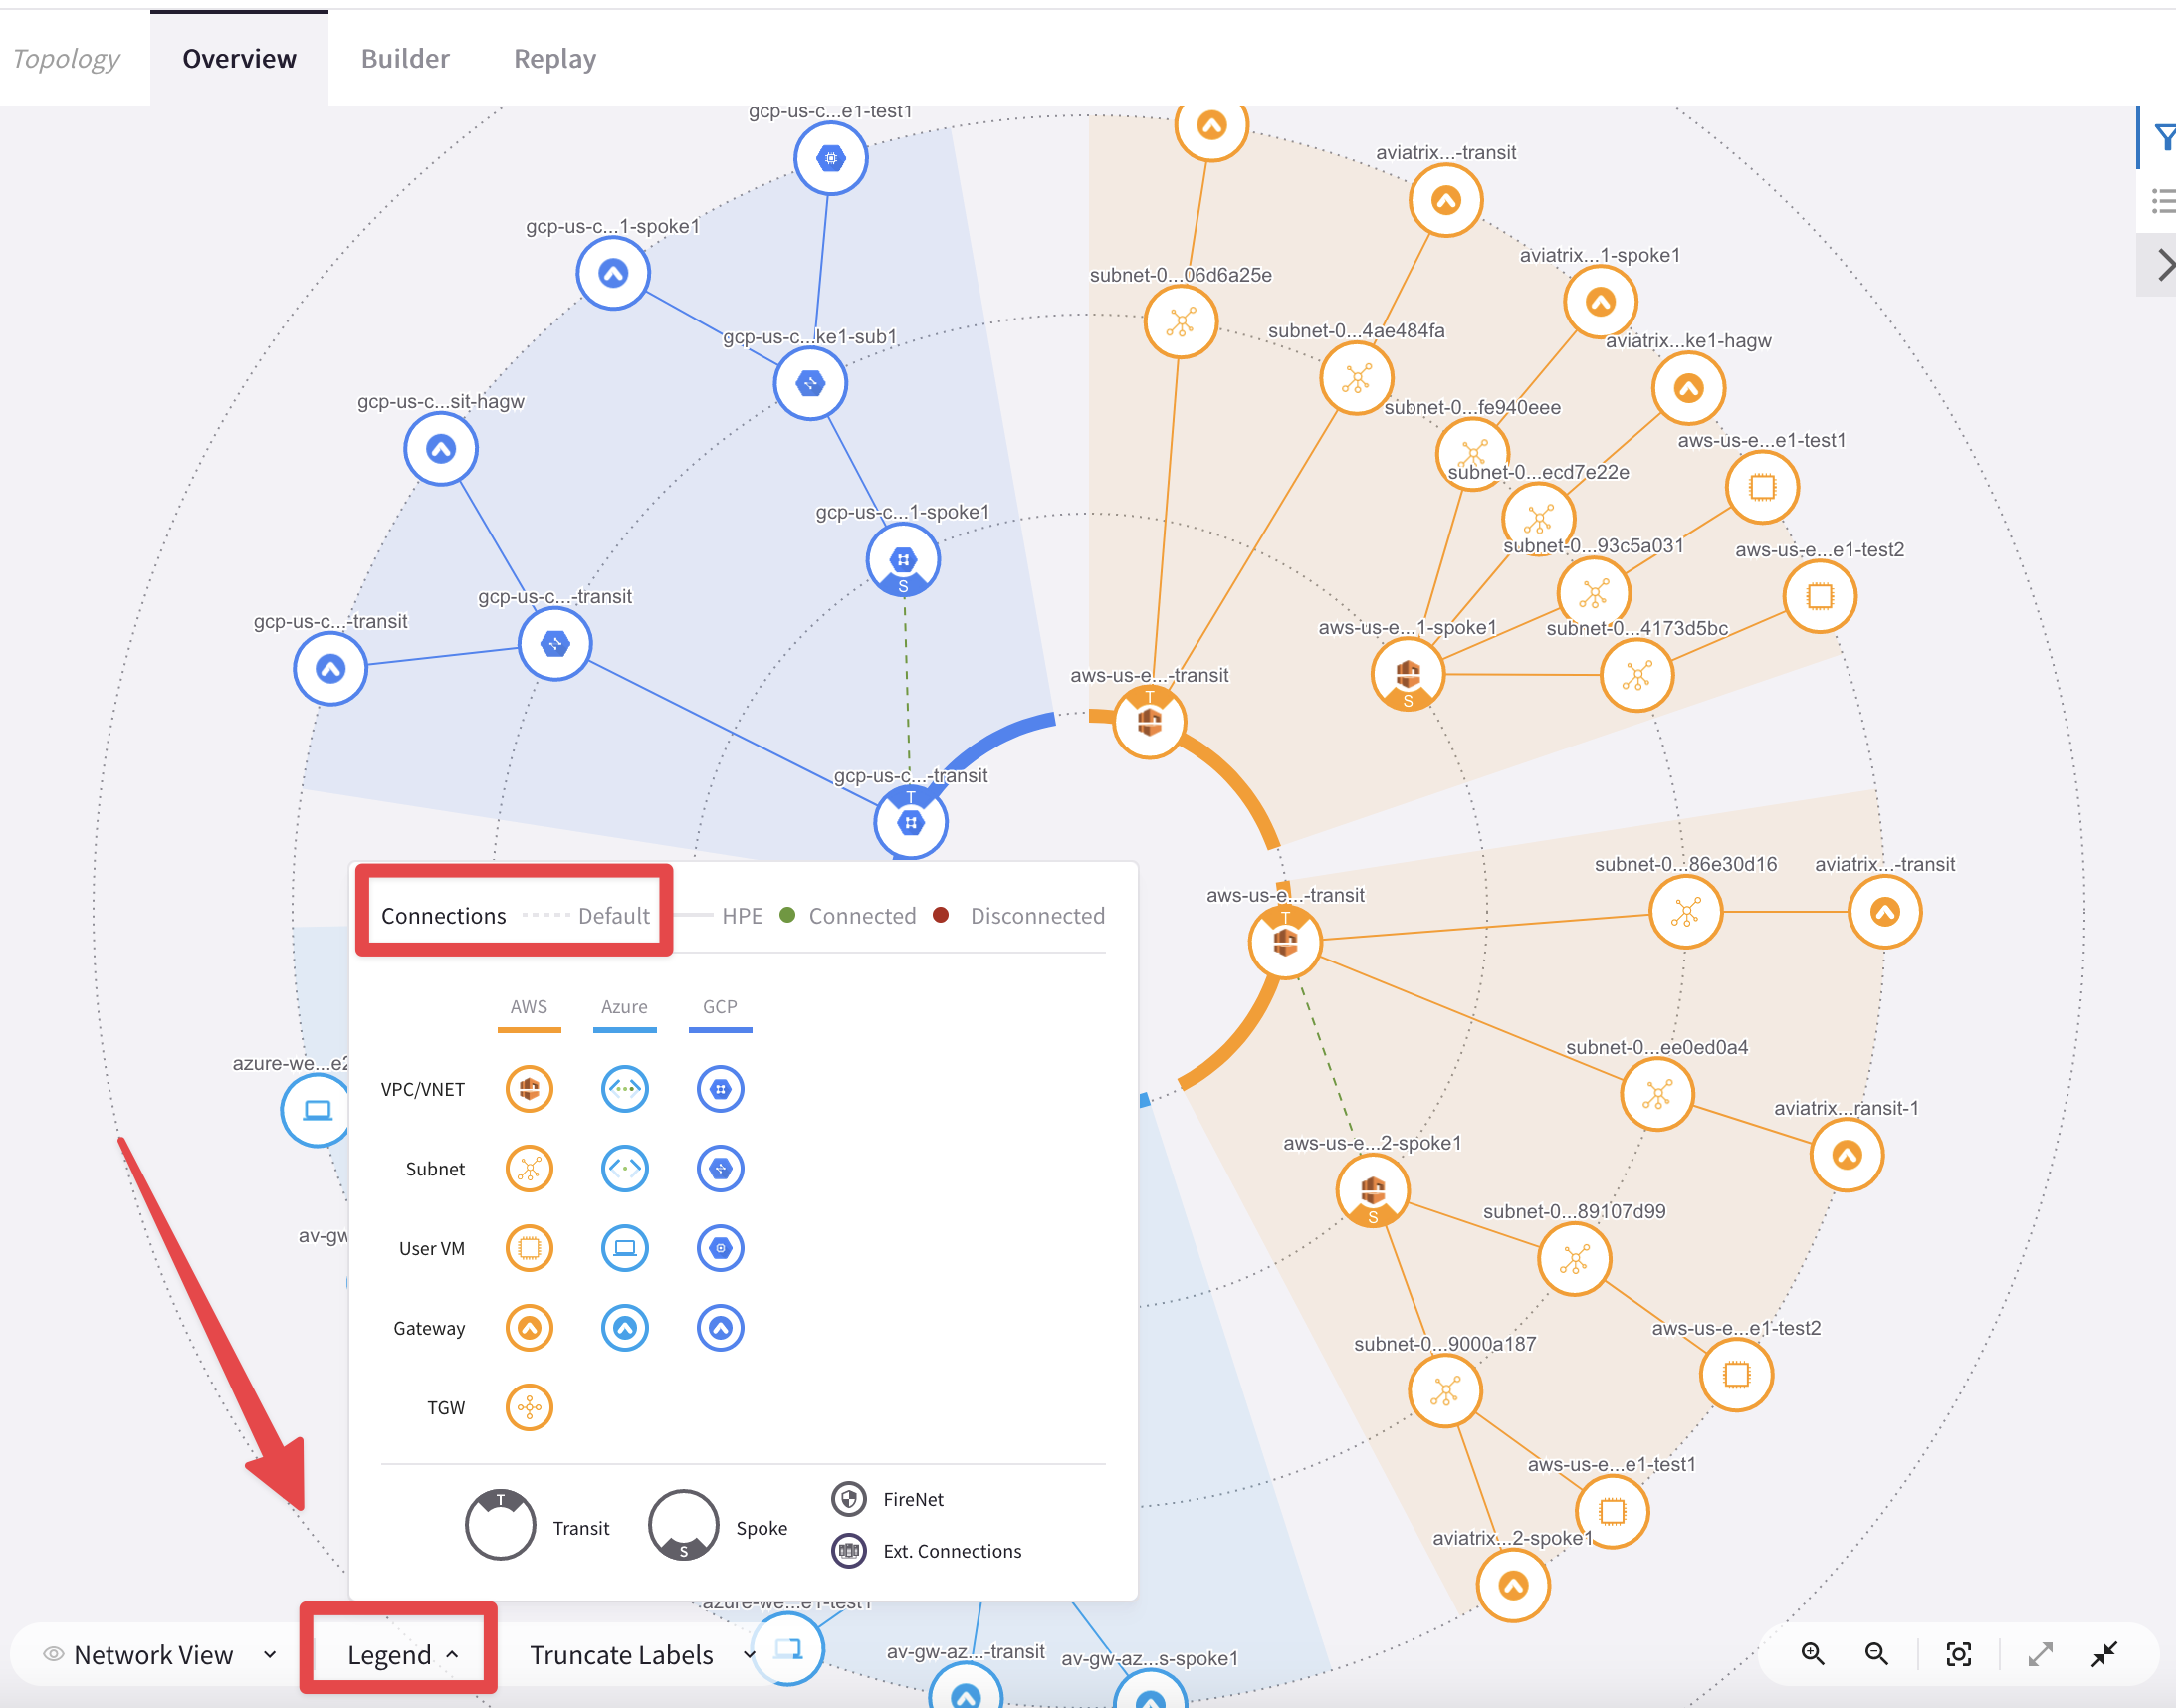 Topology
Overview
Builder
Replay
gcp-us-c...e1-test1
aviatrix...-transit
gcp-us-c...1-spoke1
aviatrix...1-spoke1
subnet-0...06d6a25e
gcp-us-c...ke1-sub1
subnet-0...4ae484fa
aviatrix...ke1-hagw
gcp-us-c...sit-hagw
subnet-0...fe940eee
aws-us-e...e1-test1
subnet-0...ecd7e22e
gcp-us-c...1-spoke1
S
subnet-0...93c5a031
aws-us-e...e1-test2
gcp-us-c...-transit
gcp-us-c...-transit
aws-us-e...1-spoke1
S
subnet-0...4173d5bc
aws-us-e...-transit
T
gcp-us-c...-transit
T
subnet-0...86e30d16
aviatrix...-transit
aws-us-e...-transit
T
Connections
Default
HPE
Connected
Disconnected
AWS
Azure
GCP
VPC/VNET
Subnet
User VM
Gateway
TGW
T
Transit
S
Spoke
FireNet
Ext. Connections
azure-we...e2
av-gw
subnet-0...ee0ed0a4
aviatrix...ransit-1
aws-us-e...2-spoke1
S
subnet-0...89107d99
aws-us-e...e1-test2
subnet-0...9000a187
aws-us-e...e1-test1
aviatrix...2-spoke1
azure-we...e1-test1
av-gw-az...-transit
av-gw-az...s-spoke1
Network View
Legend
Truncate Labels